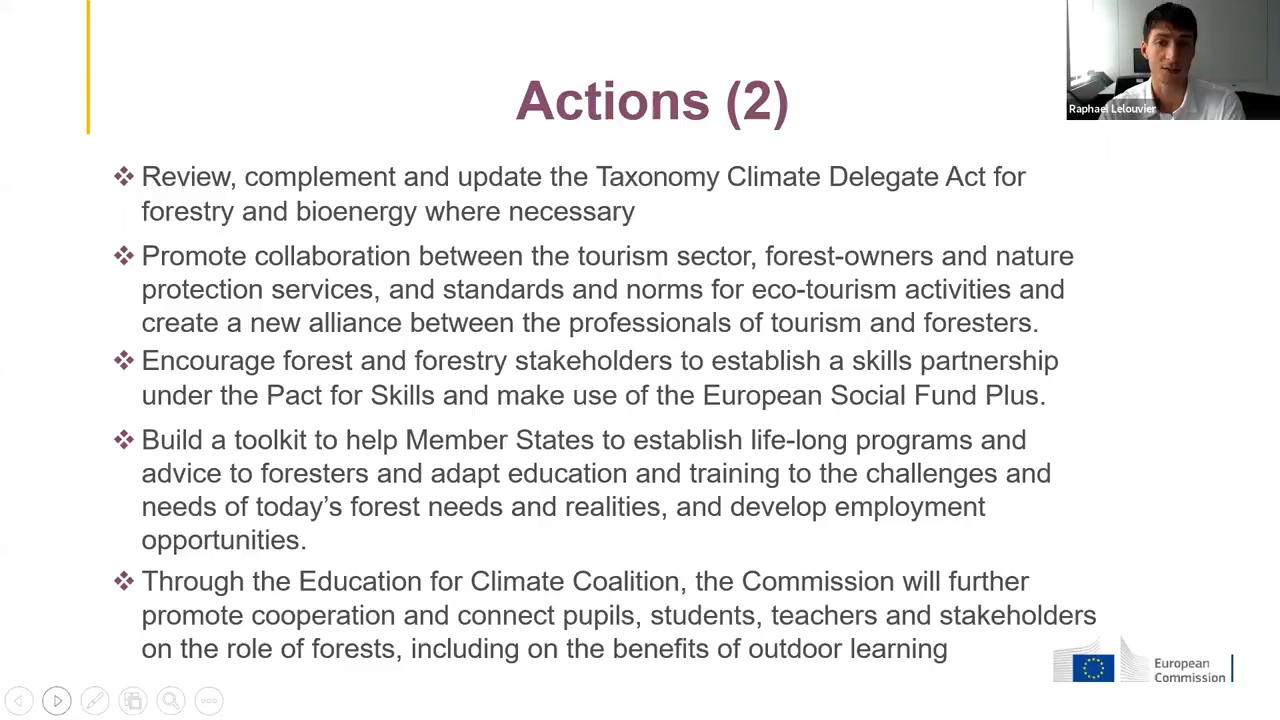 Actions (2)
Raphael Lelouvier
❖ Review, complement and update the Taxonomy Climate Delegate Act for
forestry and bioenergy where necessary
❖ Promote collaboration between the tourism sector, forest-owners and nature
protection services, and standards and norms for eco-tourism activities and
create a new alliance between the professionals of tourism and foresters.
❖ Encourage forest and forestry stakeholders to establish a skills partnership
under the Pact for Skills and make use of the European Social Fund Plus.
❖ Build a toolkit to help Member States to establish life-long programs and
advice to foresters and adapt education and training to the challenges and
needs of today’s forest needs and realities, and develop employment
opportunities.
❖ Through the Education for Climate Coalition, the Commission will further
promote cooperation and connect pupils, students, teachers and stakeholders
on the role of forests, including on the benefits of outdoor learning
European
Commission